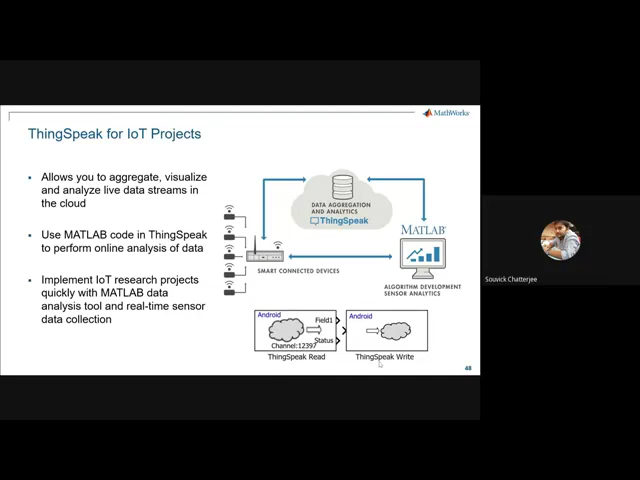 MathWorks
ThingSpeak for IoT Projects
▪ Allows you to aggregate, visualize
and analyze live data streams in
the cloud
▪ Use MATLAB code in ThingSpeak
to perform online analysis of data
▪ Implement IoT research projects
quickly with MATLAB data
analysis tool and real-time sensor
data collection
DATA AGGREGATION
AND ANALYTICS
ThingSpeak
MATLAB
SMART CONNECTED DEVICES
ALGORITHM DEVELOPMENT
SENSOR ANALYTICS
Android
Field1
Status
Channel:12397
ThingSpeak Read
Android
ThingSpeak Write
48
Souvick Chatterjee